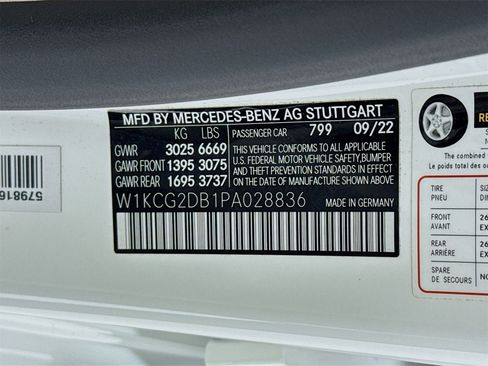 MFD BY MERCEDES-BENZ AG STUTTGART
KG LBS PASSENGER CAR 799 09/22
GVWR 3025 6669
GAWR FRONT 1395 3075
GAWR REAR 1695 3737
THIS VEHICLE CONFORMS TO ALL APPLICABLE
U.S. FEDERAL MOTOR VEHICLE SAFETY,BUMPER
AND THEFT PREVENTION STANDARDS IN EFFECT
ON THE DATE OF MANUFACTURE SHOWN ABOVE.
W1KCG2DB1PA028836
MADE IN GERMANY
579816
The combined
Le poids total des
TIRE
PNEU
FRONT
AVANT
REAR
ARRIÈRE
SPARE
DE SECOURS